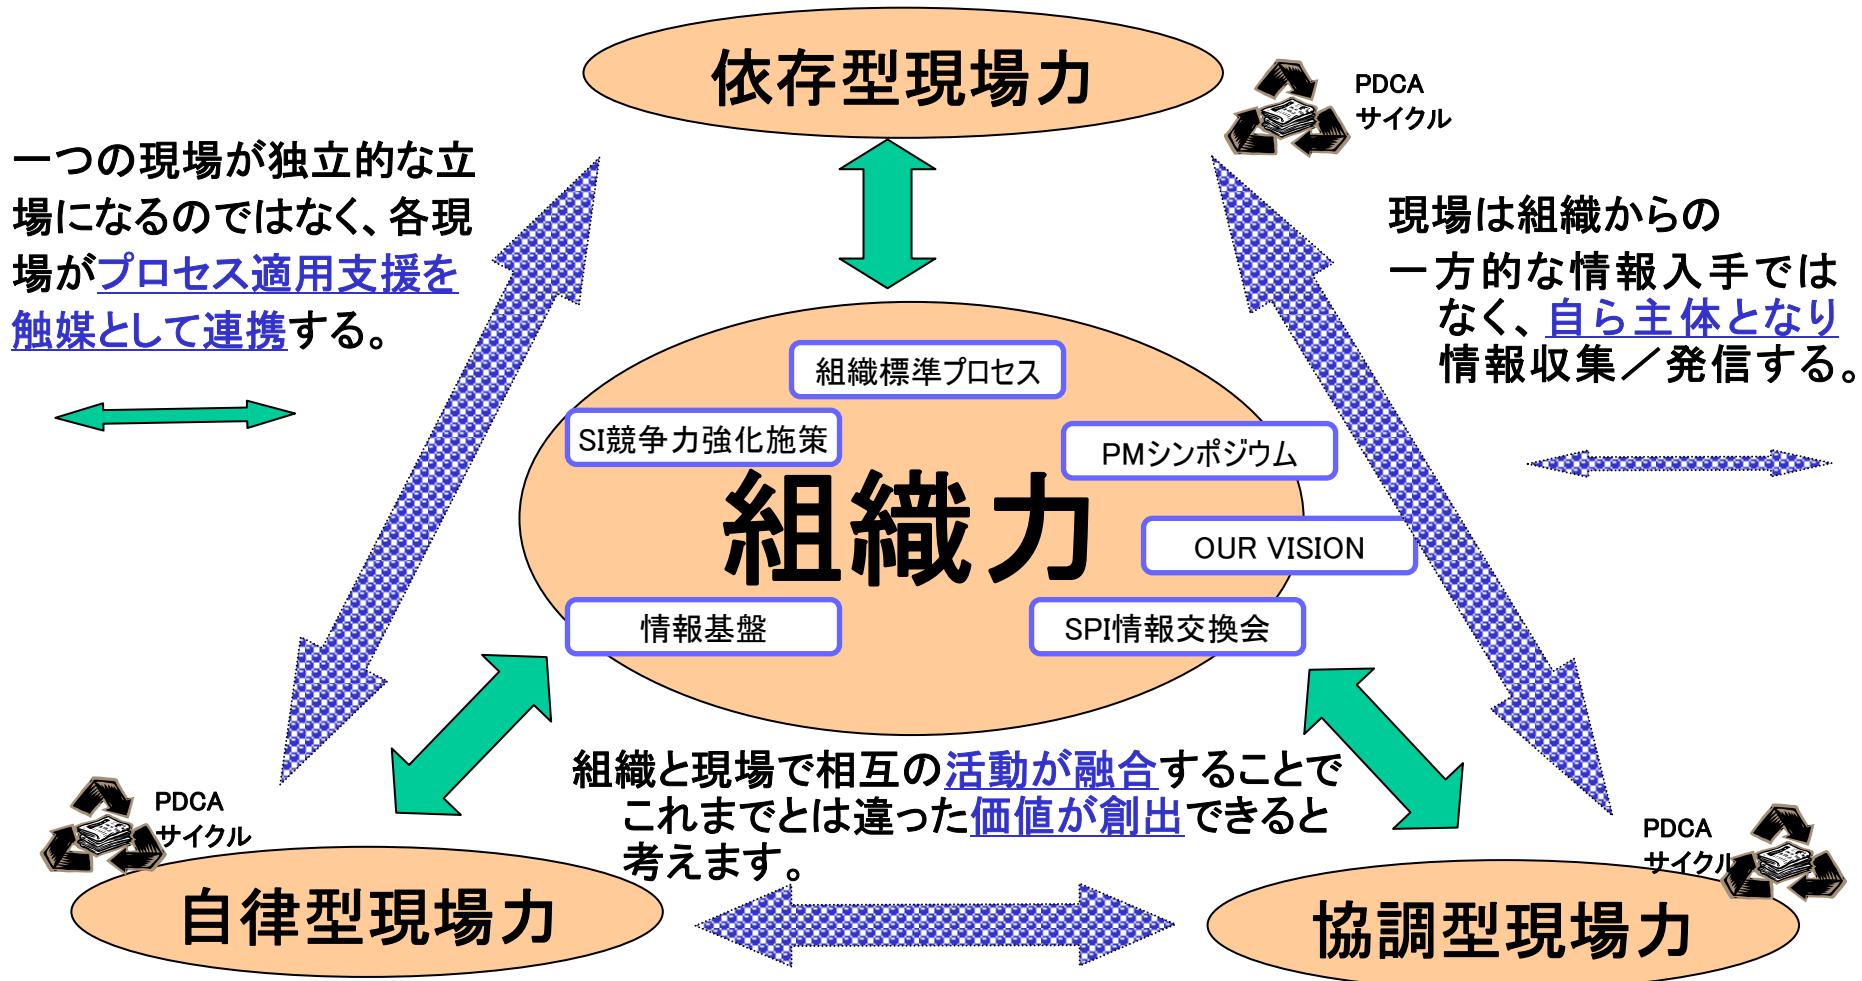 依存型現場力
PDCA
サイクル
一つの現場が独立的な立
場になるのではなく、各現
場がプロセス適用支援を
触媒として連携する。
現場は組織からの
一方的な情報入手では
なく、自ら主体となり
情報収集／発信する。
組織標準プロセス
SI競争力強化施策
PMシンポジウム
組織力
OUR VISION
情報基盤
SPI情報交換会
組織と現場で相互の活動が融合することで
これまでとは違った価値が創出できると
考えます。
PDCA
サイクル
自律型現場力
PDCA
サイクル
協調型現場力